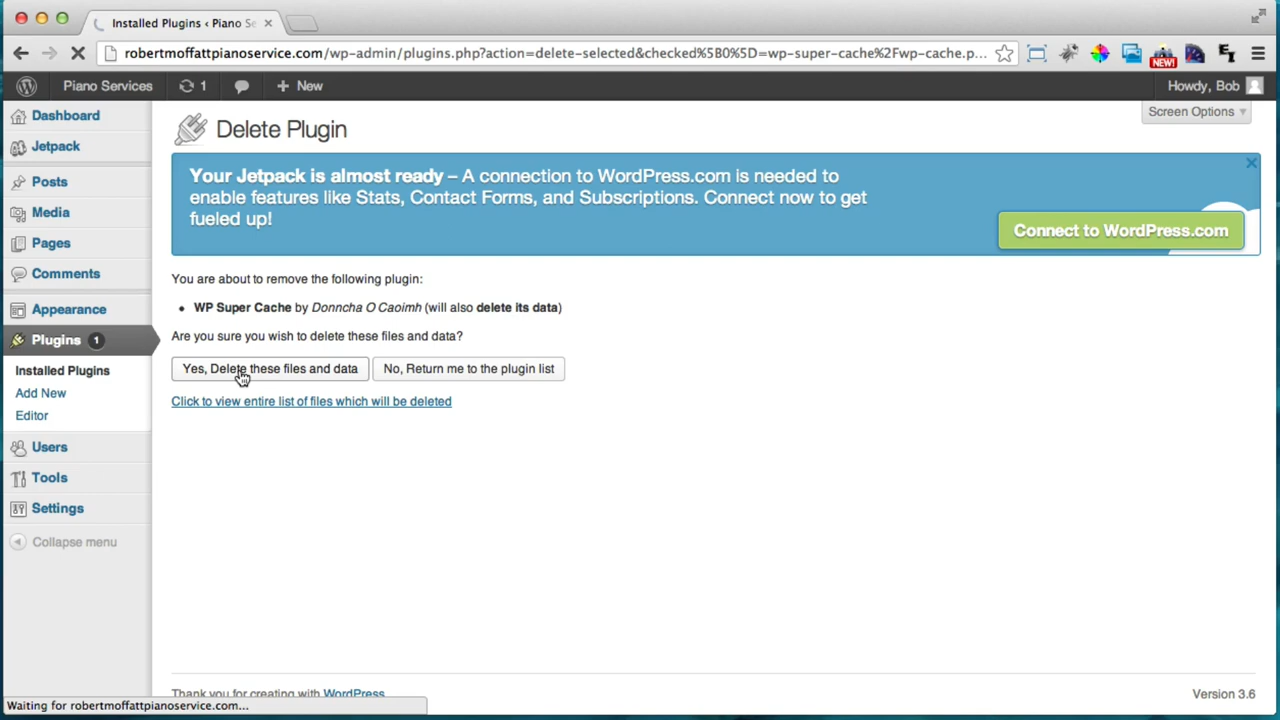 Installed Plugins ‹ Piano Se
robertmoffattpianoservice.com/wp-admin/plugins.php?action=delete-selected&checked%5B0%5D=wp-super-cache%2Fwp-cache.p...
NEW!
Piano Services 1 + New Howdy, Bob
Screen Options
Dashboard
Jetpack
Posts
Media
Pages
Comments
Appearance
Plugins 1
Installed Plugins
Add New
Editor
Users
Tools
Settings
Collapse menu
Delete Plugin
Your Jetpack is almost ready – A connection to WordPress.com is needed to
enable features like Stats, Contact Forms, and Subscriptions. Connect now to get
fueled up!
Connect to WordPress.com
You are about to remove the following plugin:
• WP Super Cache by Donncha O Caoimh (will also delete its data)
Are you sure you wish to delete these files and data?
Yes, Delete these files and data No, Return me to the plugin list
Click to view entire list of files which will be deleted
Thank you for creating with WordPress Version 3.6
Waiting for robertmoffattpianoservice.com...